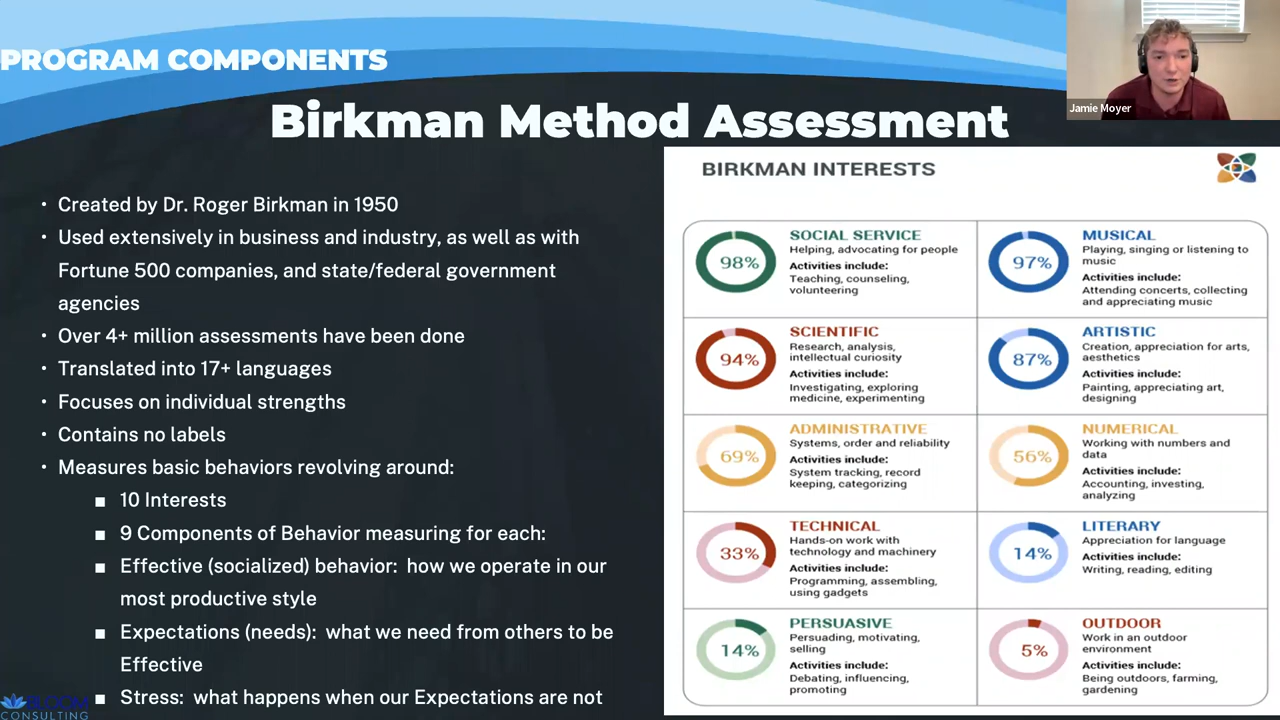 PROGRAM COMPONENTS
Jamie Moyer
Birkman Method Assessment
• Created by Dr. Roger Birkman in 1950
• Used extensively in business and industry, as well as with
Fortune 500 companies, and state/federal government
agencies
• Over 4+ million assessments have been done
• Translated into 17+ languages
• Focuses on individual strengths
• Contains no labels
• Measures basic behaviors revolving around:
■ 10 Interests
■ 9 Components of Behavior measuring for each:
■ Effective (socialized) behavior: how we operate in our
most productive style
■ Expectations (needs): what we need from others to be
Effective
■ Stress: what happens when our Expectations are not
BLOOM
CONSULTING
BIRKMAN INTERESTS
98%
SOCIAL SERVICE
Helping, advocating for people
Activities include:
Teaching, counseling,
volunteering
97%
MUSICAL
Playing, singing or listening to
music
Activities include:
Attending concerts, collecting
and appreciating music
94%
SCIENTIFIC
Research, analysis,
intellectual curiosity
Activities include:
Investigating, exploring
medicine, experimenting
87%
ARTISTIC
Creation, appreciation for arts,
aesthetics
Activities include:
Painting, appreciating art,
designing
69%
ADMINISTRATIVE
Systems, order and reliability
Activities include:
System tracking, record
keeping, categorizing
56%
NUMERICAL
Working with numbers and
data
Activities include:
Accounting, investing,
analyzing
33%
TECHNICAL
Hands-on work with
technology and machinery
Activities include:
Programming, assembling,
using gadgets
14%
LITERARY
Appreciation for language
Activities include:
Writing, reading, editing
14%
PERSUASIVE
Persuading, motivating,
selling
Activities include:
Debating, influencing,
promoting
5%
OUTDOOR
Work in an outdoor
environment
Activities include:
Being outdoors, farming,
gardening